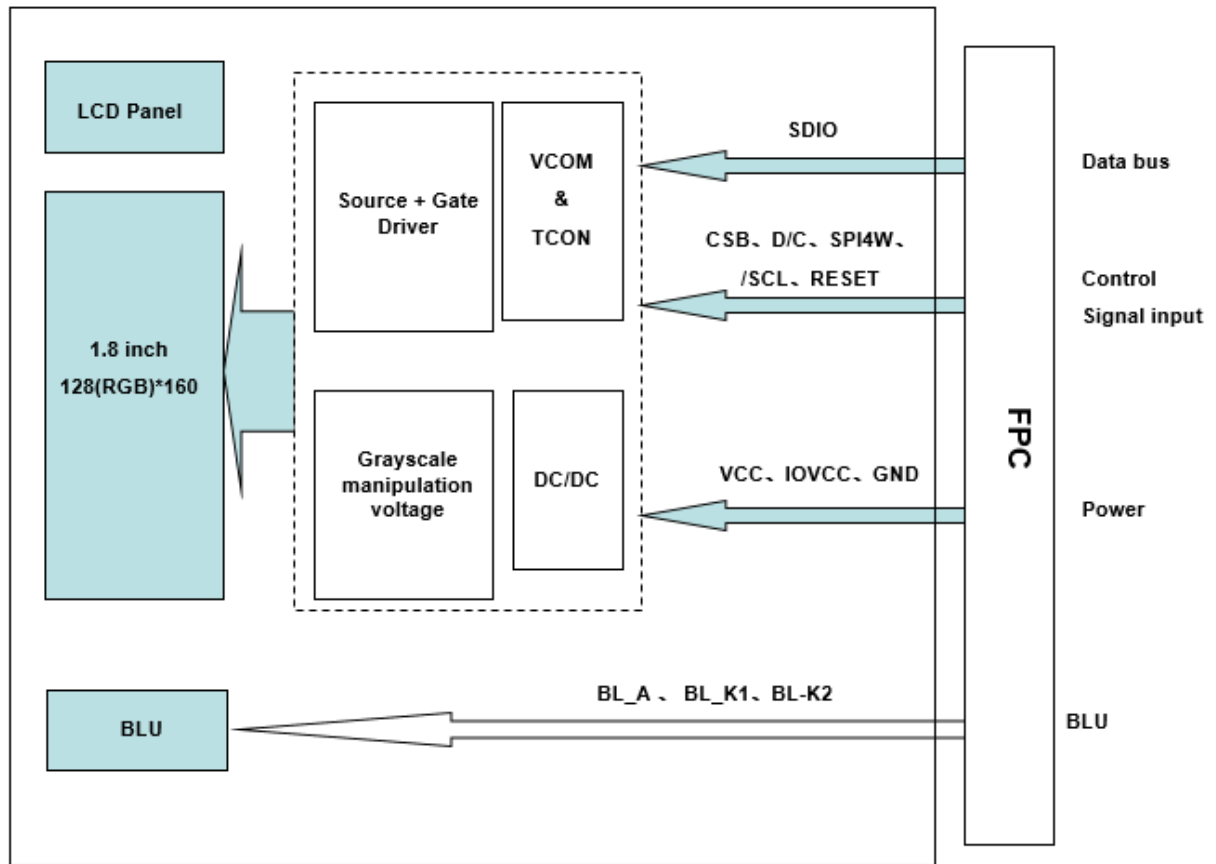 LCD Panel
1.8 inch
128(RGB)*160
BLU
Source + Gate
Driver
VCOM
&
TCON
Grayscale
manipulation
voltage
DC/DC
SDIO
CSB、D/C、SPI4W、
/SCL、RESET
VCC、IOVCC、GND
BL_A 、 BL_K1、BL-K2
FPC
Data bus
Control
Signal input
Power
BLU